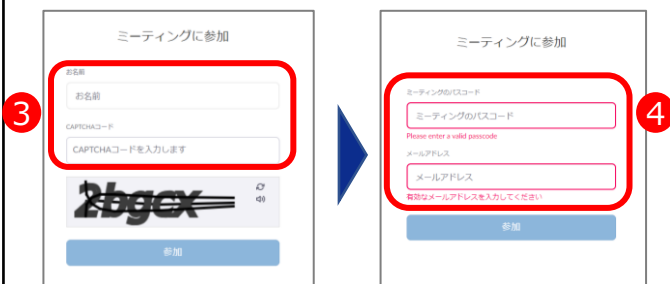 3
ミーティングに参加
お名前
お名前
CAPTCHAコード
CAPTCHAコードを入力します
2bgcx
参加
4
ミーティングに参加
ミーティングのパスコード
ミーティングのパスコード
Please enter a valid passcode
メールアドレス
メールアドレス
有効なメールアドレスを入力してください
参加